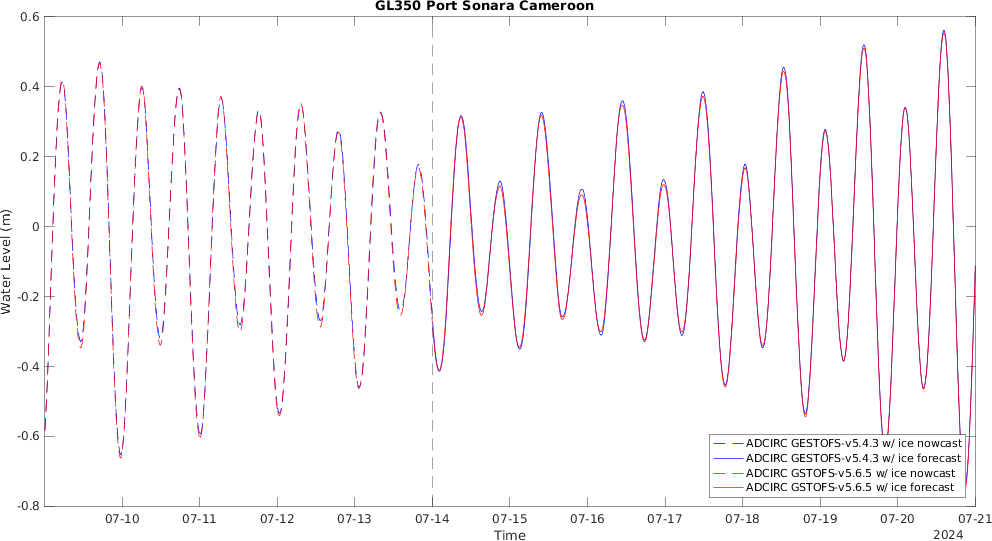 GL350 Port Sonara Cameroon
0.6
0.4
0.2
0
-0.2
-0.4
-0.6
-0.8
Water Level (m)
ADCIRC GESTOFS-v5.4.3 w/ ice nowcast
ADCIRC GESTOFS-v5.4.3 w/ ice forecast
ADCIRC GSTOFS-v5.6.5 w/ ice nowcast
ADCIRC GSTOFS-v5.6.5 w/ ice forecast
07-10 07-11 07-12 07-13 07-14 07-15 07-16 07-17 07-18 07-19 07-20 07-21
Time
2024